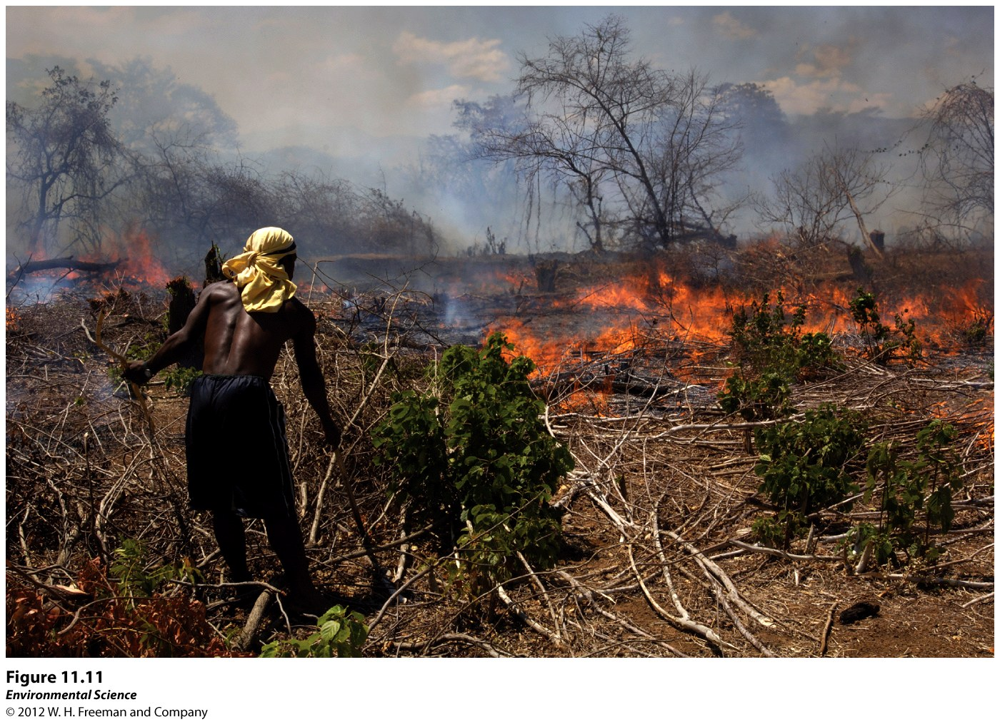 Figure 11.11
Environmental Science
© 2012 W. H. Freeman and Company